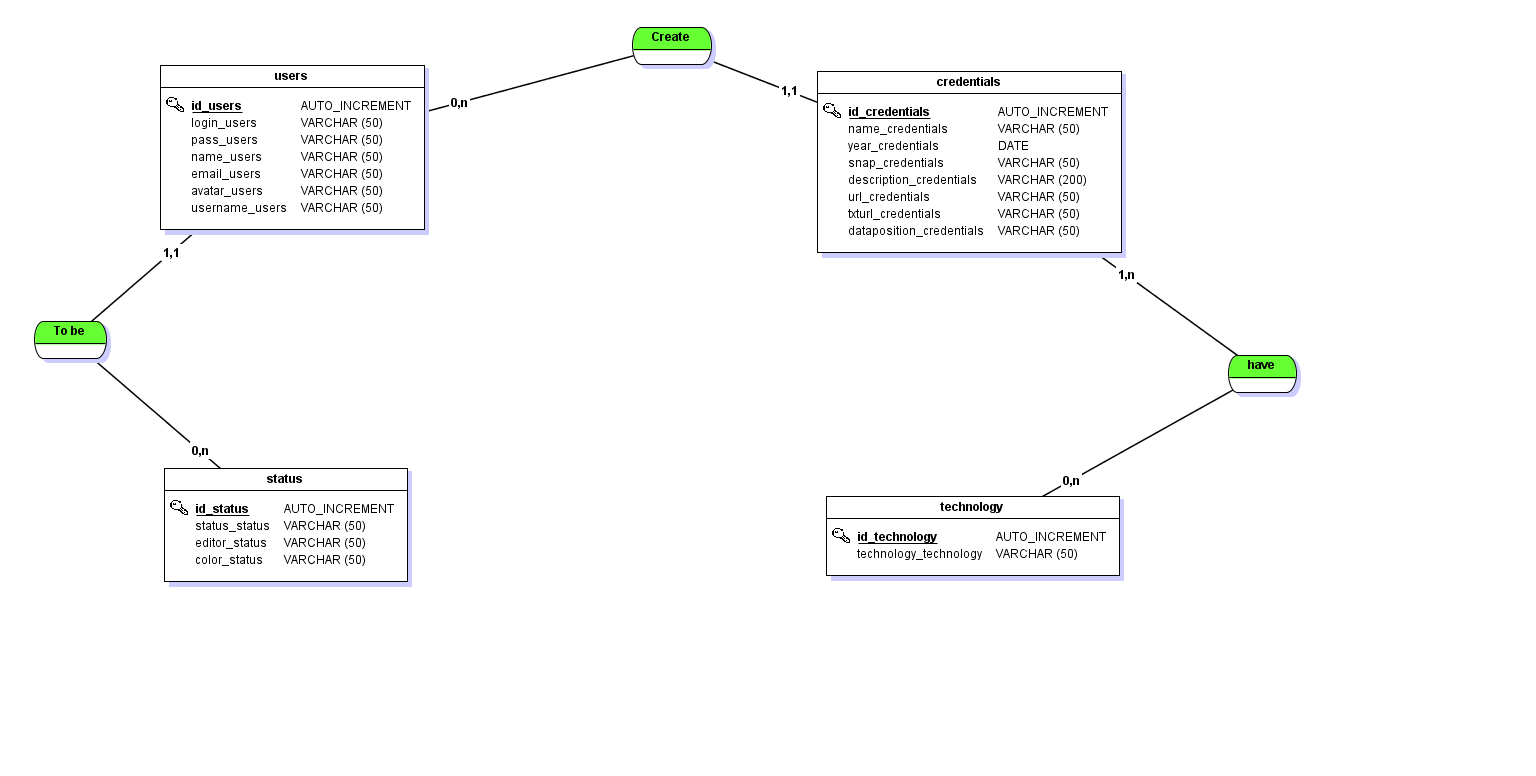 Create
users
id_users AUTO_INCREMENT
login_users VARCHAR (50)
pass_users VARCHAR (50)
name_users VARCHAR (50)
email_users VARCHAR (50)
avatar_users VARCHAR (50)
username_users VARCHAR (50)
0,n
1,1
credentials
id_credentials AUTO_INCREMENT
name_credentials VARCHAR (50)
year_credentials DATE
snap_credentials VARCHAR (50)
description_credentials VARCHAR (200)
url_credentials VARCHAR (50)
txturl_credentials VARCHAR (50)
dataposition_credentials VARCHAR (50)
1,1
1,n
To be
have
0,n
0,n
status
id_status AUTO_INCREMENT
status_status VARCHAR (50)
editor_status VARCHAR (50)
color_status VARCHAR (50)
technology
id_technology AUTO_INCREMENT
technology_technology VARCHAR (50)